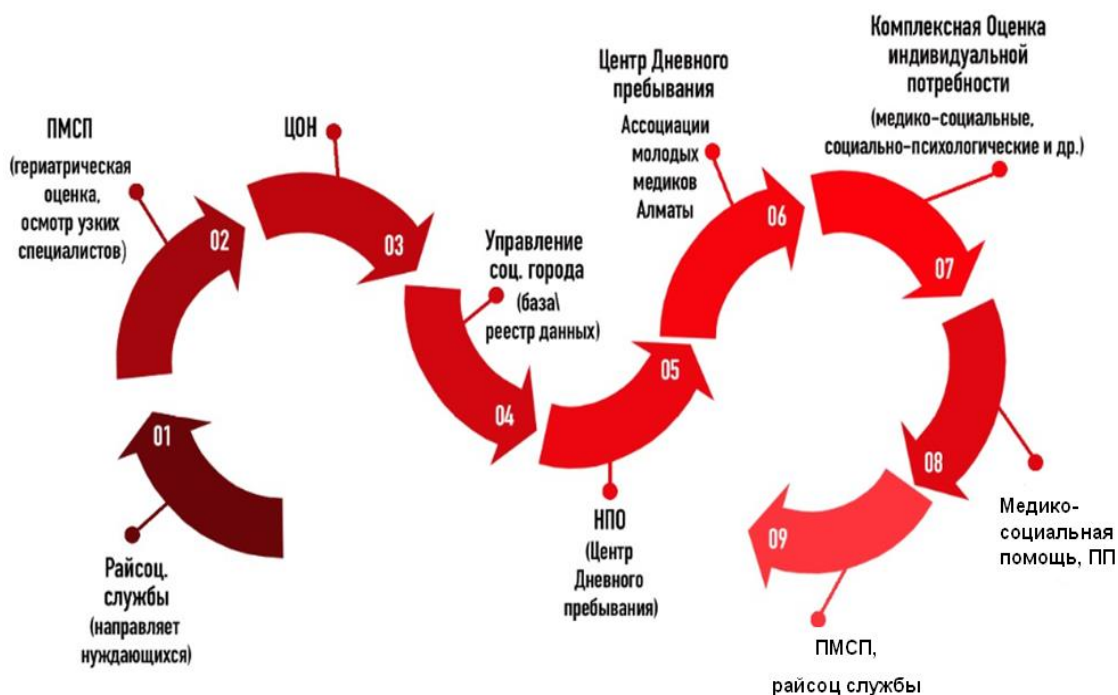 01
Райсоц.
службы
(направляет
нуждающихся)
02
ПМСП
(гериатрическая
оценка,
осмотр узких
специалистов)
03
ЦОН
04
Управление
соц. города
(база\
реестр данных)
05
НПО
(Центр
Дневного
пребывания)
06
Центр Дневного
пребывания
Ассоциации
молодых
медиков
Алматы
07
Комплексная Оценка
индивидуальной
потребности
(медико-социальные,
социально-психологические и др.)
08
Медико-
социальная
помощь, ПП
09
ПМСП,
райсоц службы